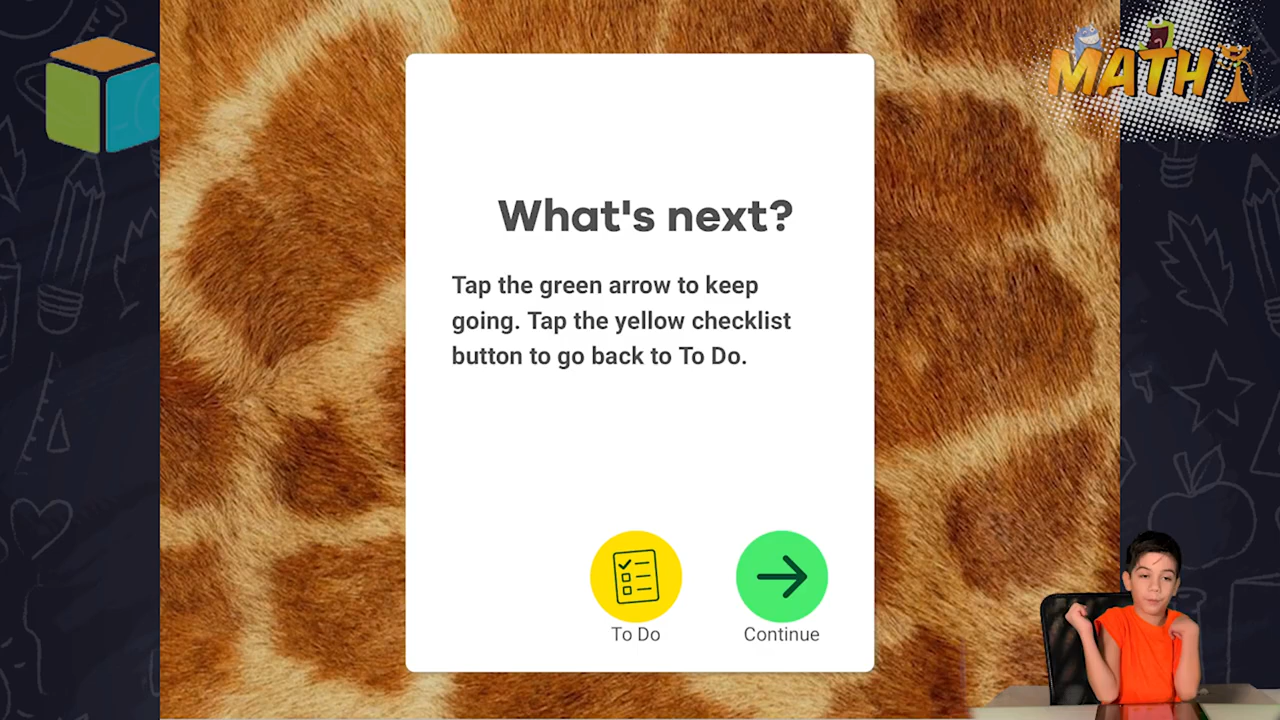 MATH
What's next?
Tap the green arrow to keep
going. Tap the yellow checklist
button to go back to To Do.
To Do
Continue